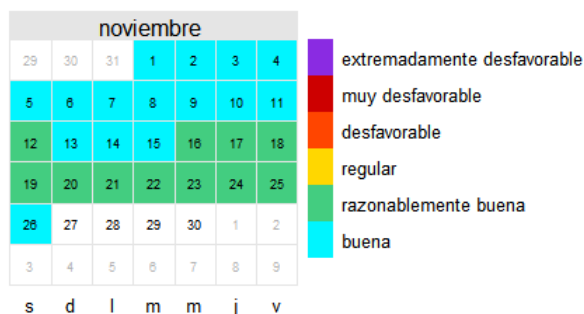 noviembre
29 30 31 1 2 3 4
5 6 7 8 9 10 11
12 13 14 15 16 17 18
19 20 21 22 23 24 25
26 27 28 29 30 1 2
3 4 5 6 7 8 9
s d l m m j v
extremadamente desfavorable
muy desfavorable
desfavorable
regular
razonablemente buena
buena